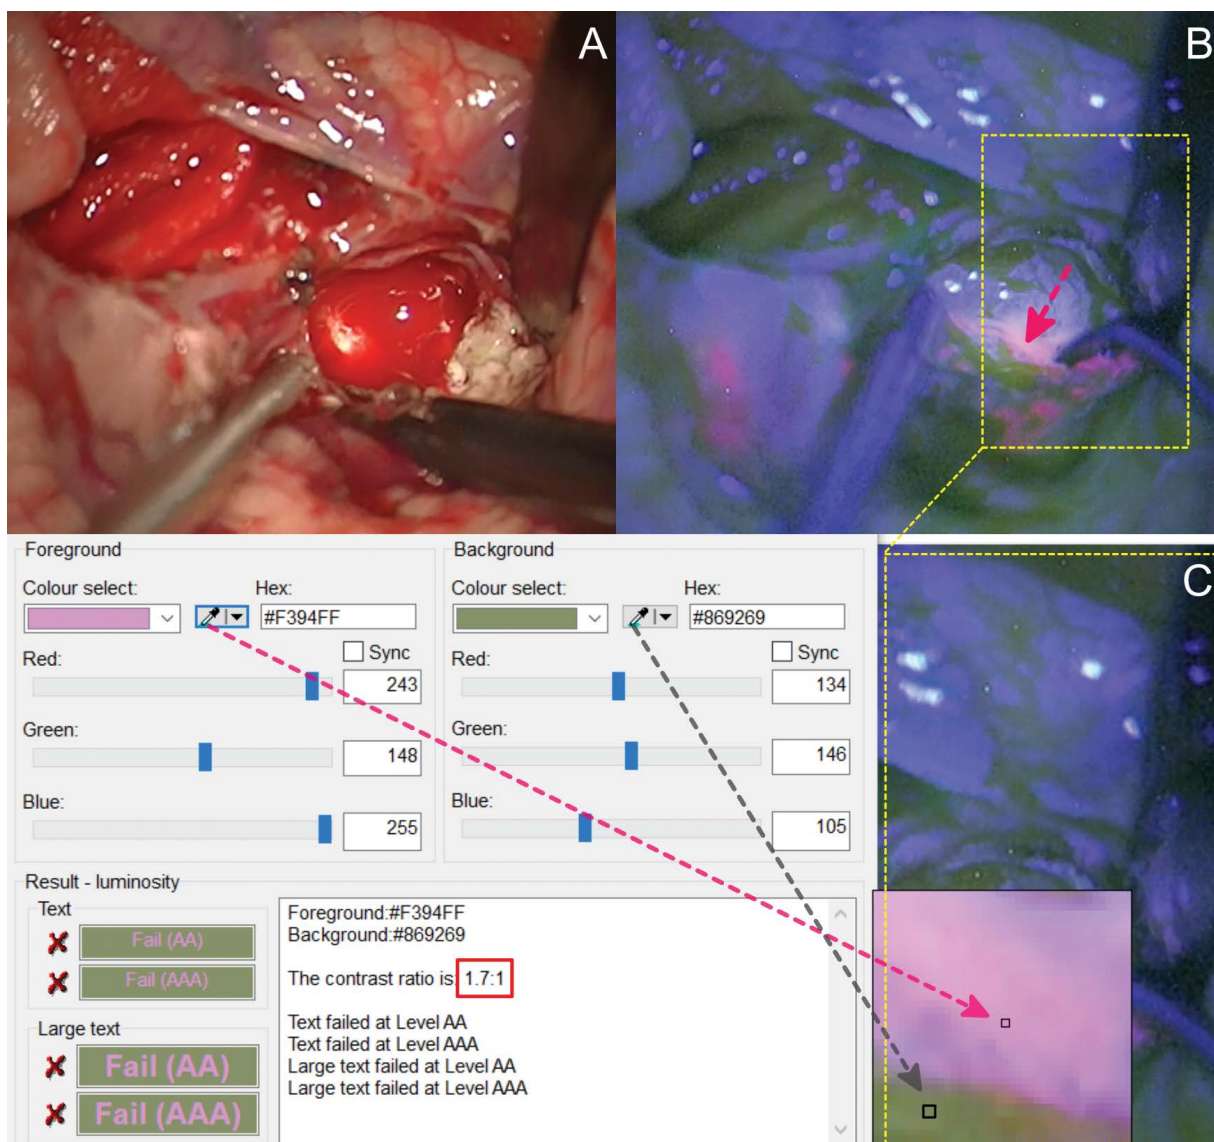 A
B
Foreground
Colour select:
Hex:
#F394FF
Red:
Sync
243
Green:
148
Blue:
255
Background
Colour select:
Hex:
#869269
Red:
Sync
134
Green:
146
Blue:
105
C
Result - luminosity
Text
Fail (AA)
Fail (AAA)
Large text
Fail (AA)
Fail (AAA)
Foreground:#F394FF
Background:#869269
The contrast ratio is: 1.7:1
Text failed at Level AA
Text failed at Level AAA
Large text failed at Level AA
Large text failed at Level AAA